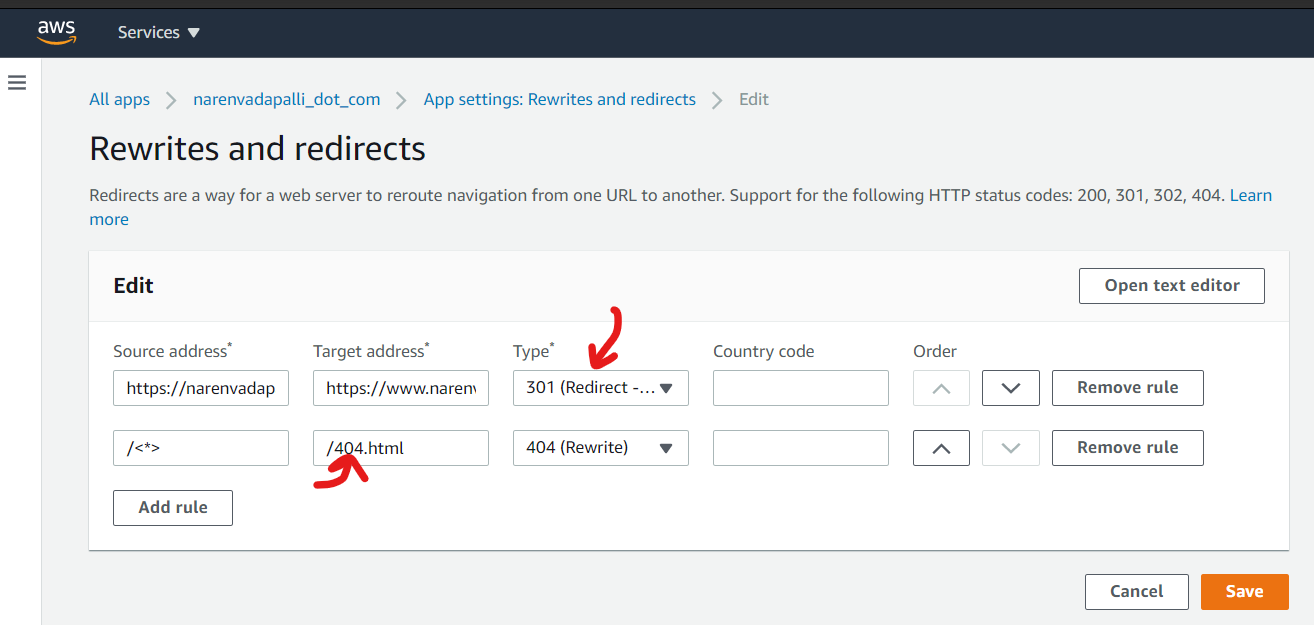 aws Services
All apps narenvadapalli_dot_com App settings: Rewrites and redirects Edit
Rewrites and redirects
Redirects are a way for a web server to reroute navigation from one URL to another. Support for the following HTTP status codes: 200, 301, 302, 404. Learn
more
Edit Open text editor
Source address* Target address* Type* Country code Order
https://narenvadap https://www.narenv 301 (Redirect -... Remove rule
/<*> /404.html 404 (Rewrite) Remove rule
Add rule
Cancel Save